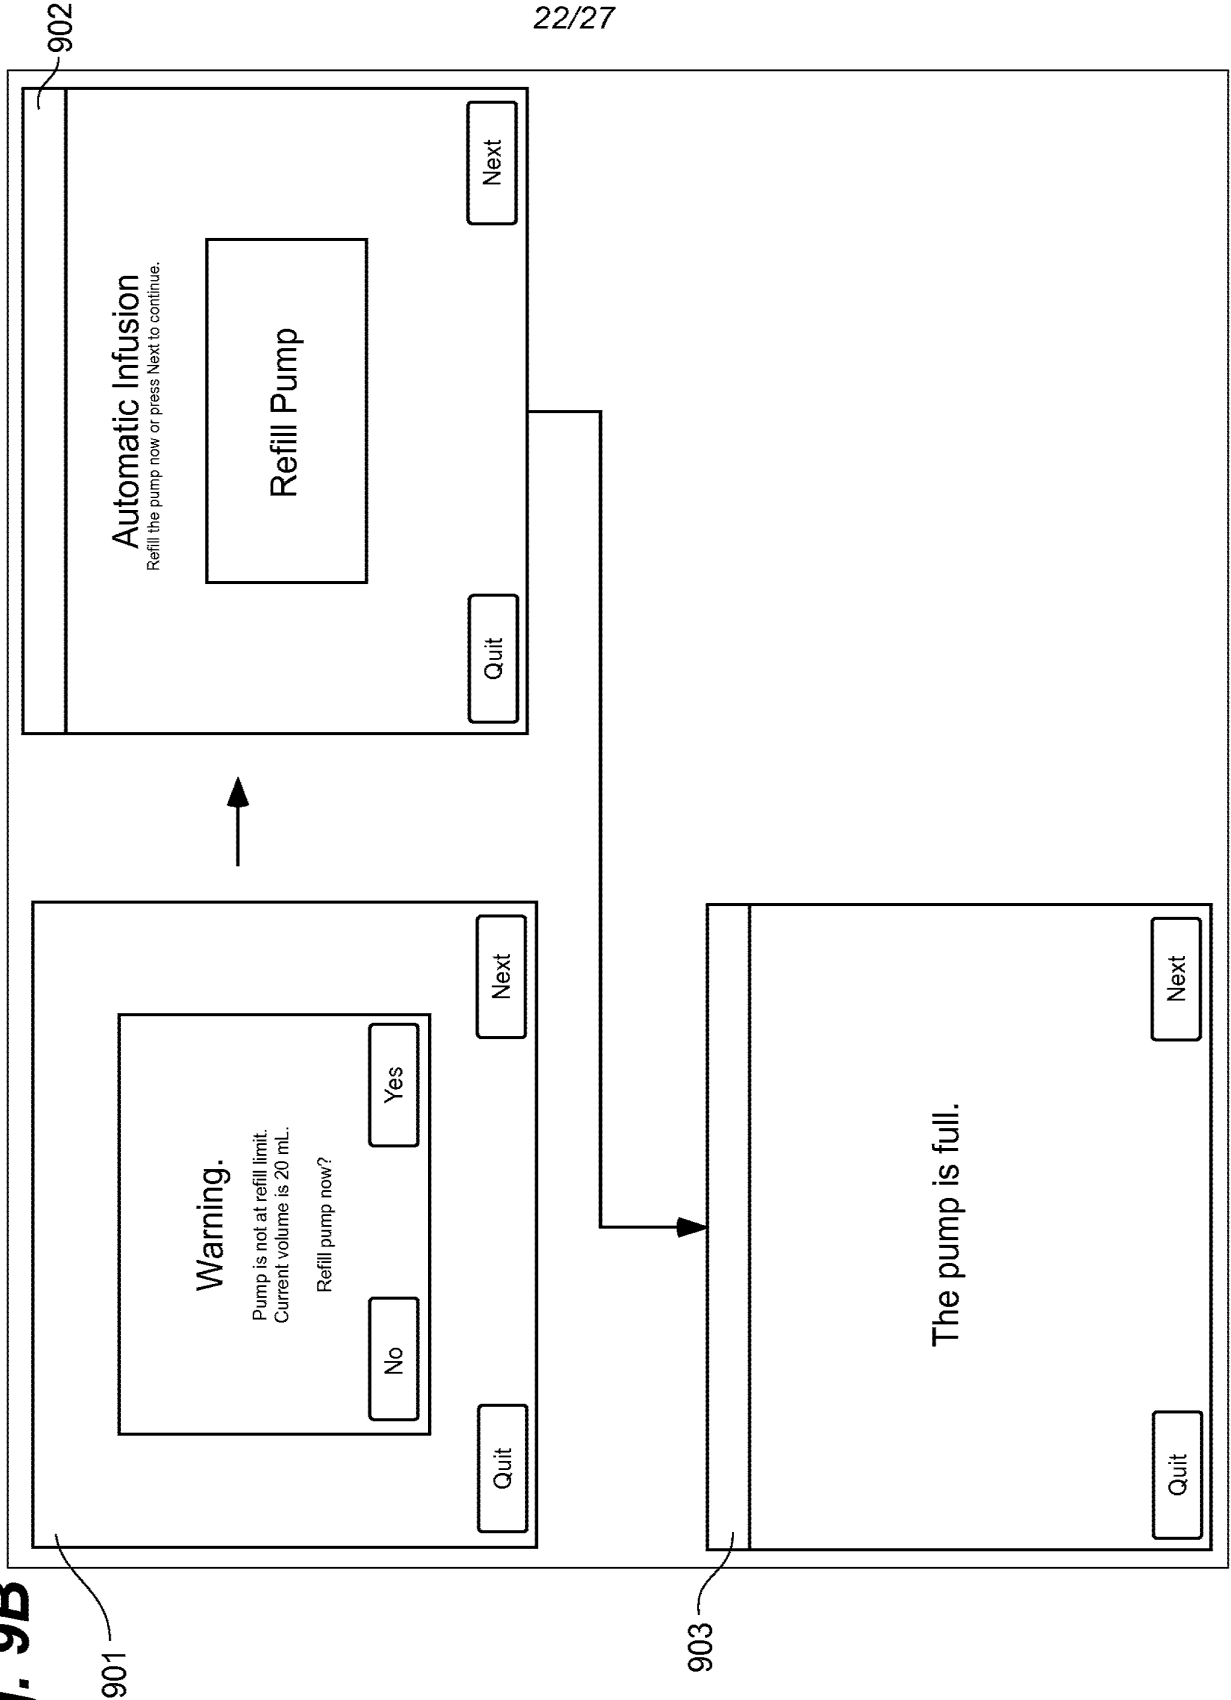 22/27
901
Warning.
Pump is not at refill limit.
Current volume is 20 mL.
Refill pump now?
No
Yes
Quit
Next
902
Automatic Infusion
Refill the pump now or press Next to continue.
Refill Pump
Quit
Next
903
The pump is full.
Quit
Next
9B